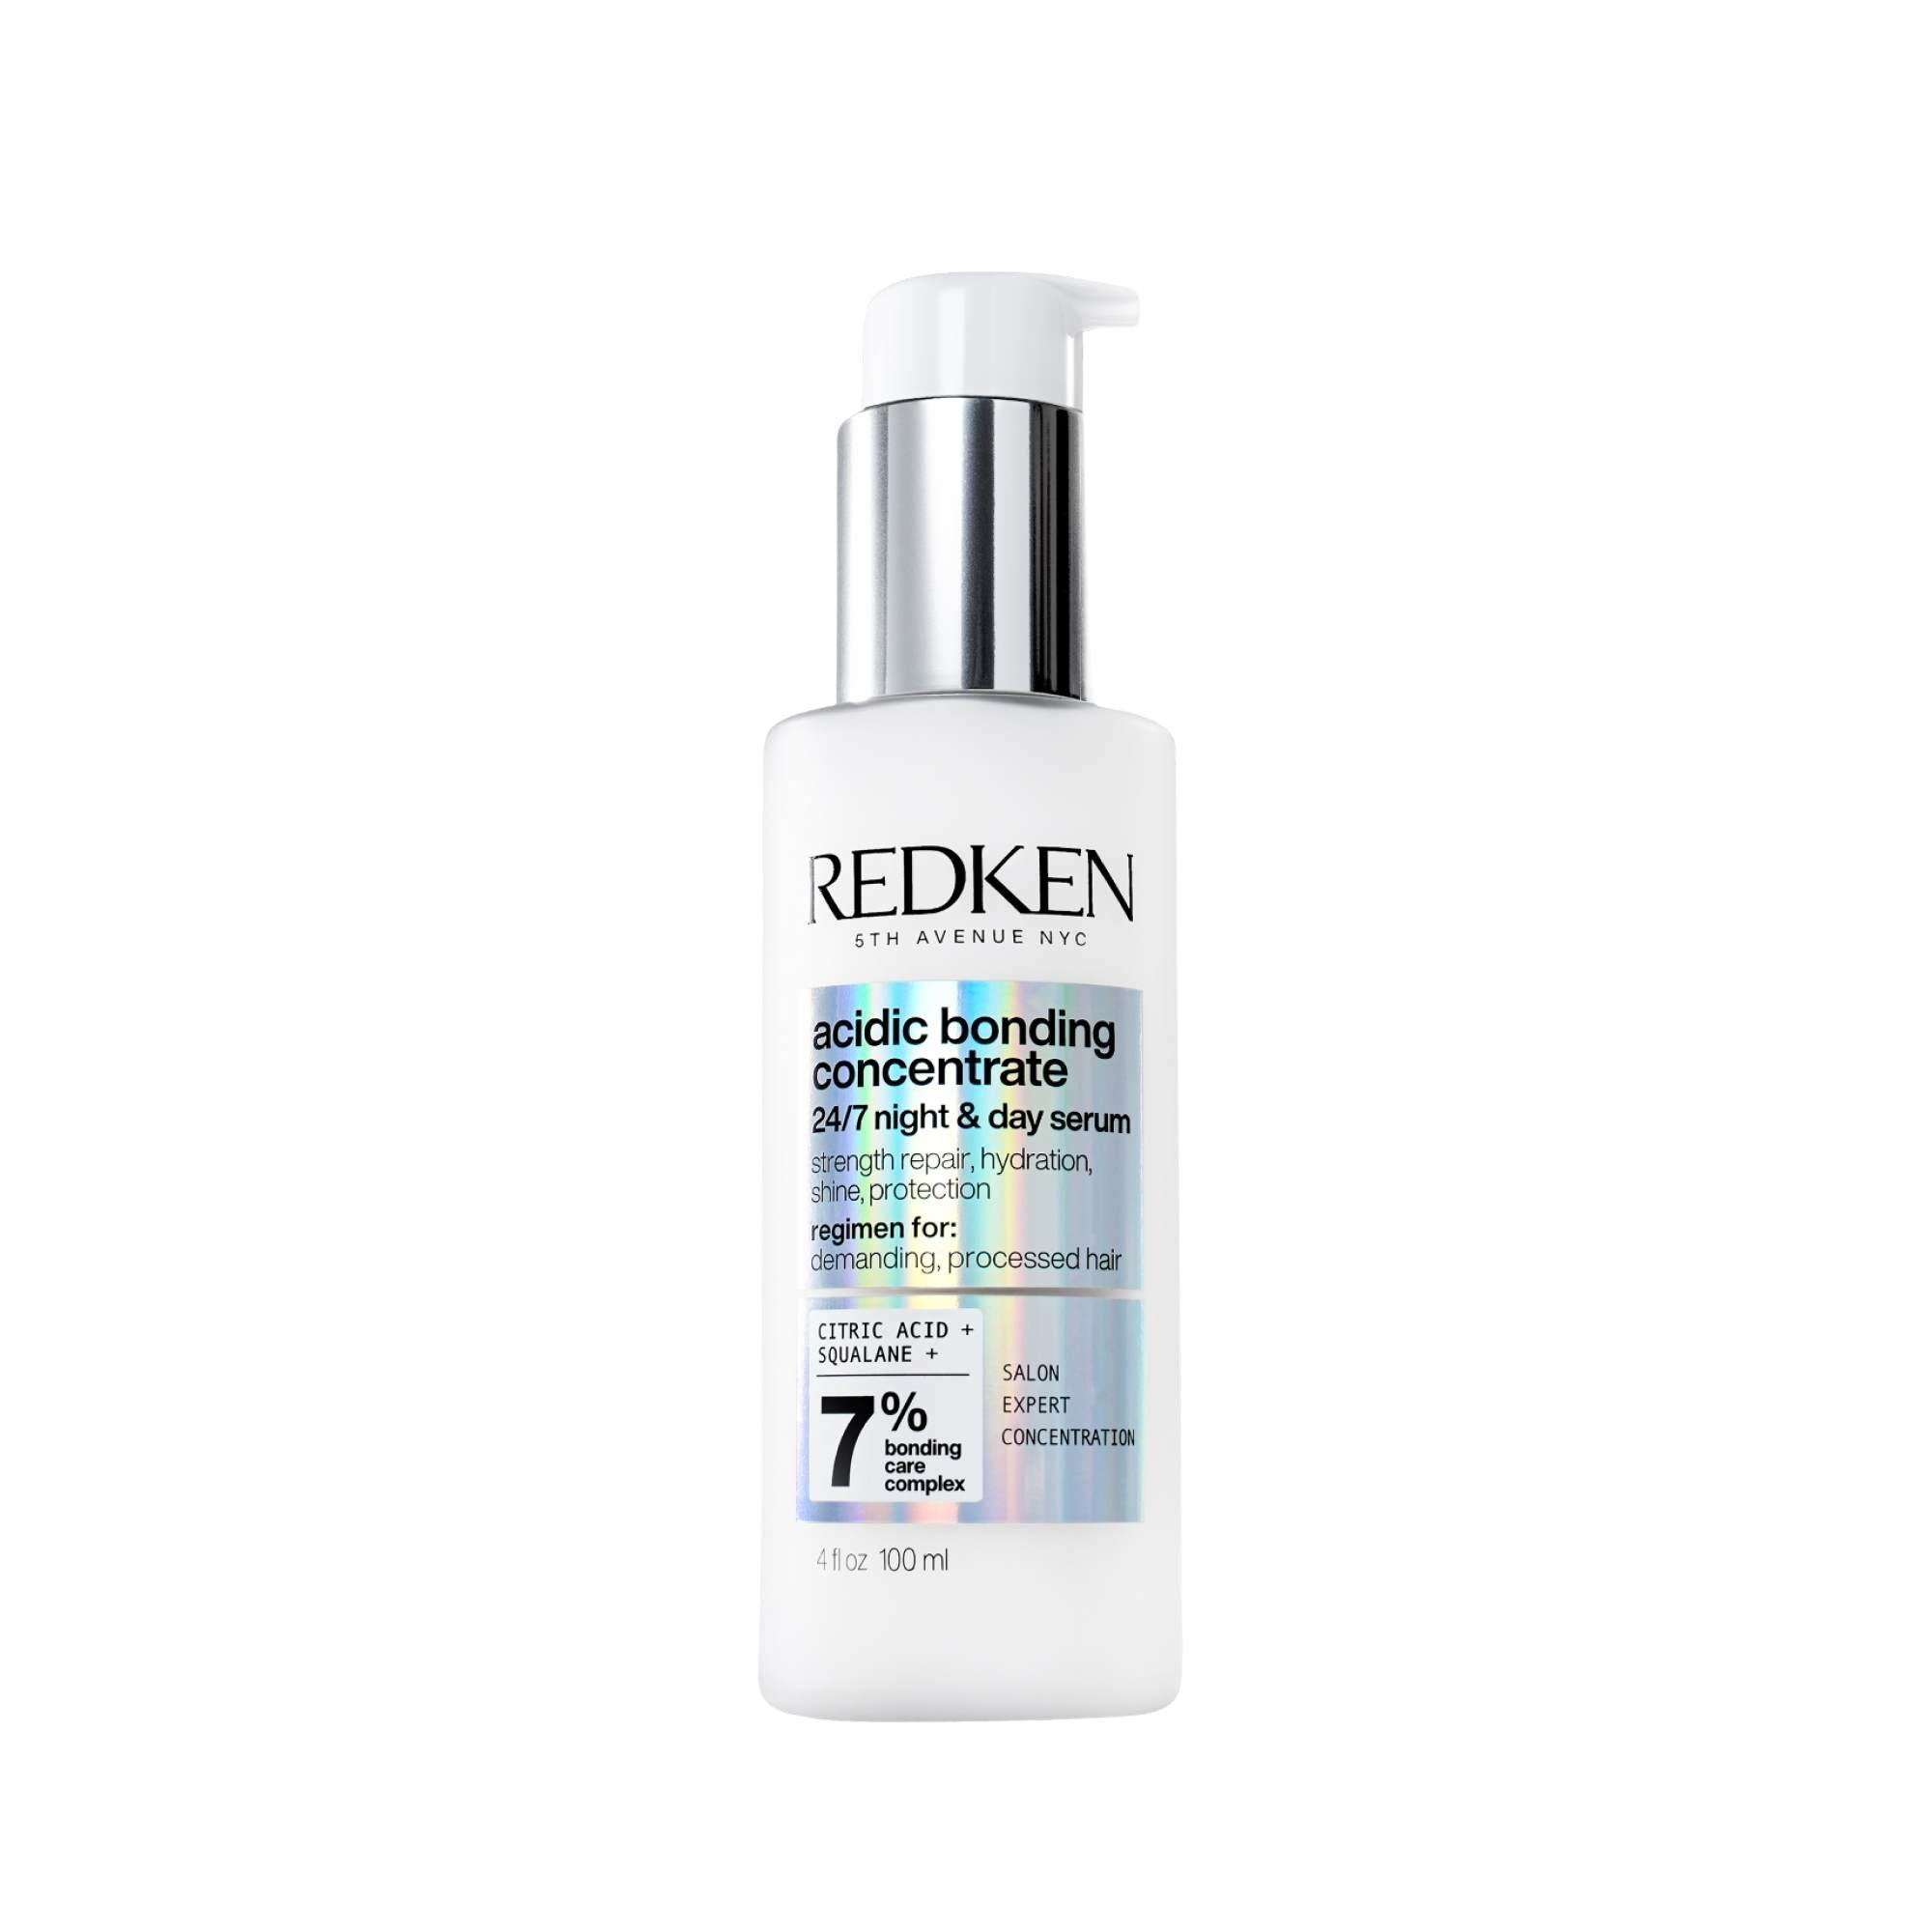 REDKEN
5TH AVENUE NYC
acidic bonding
concentrate
24/7 night & day serum
strength repair, hydration,
shine, protection
regimen for:
demanding, processed hair
CITRIC ACID +
SQUALANE +
7%
bonding
care
complex
SALON
EXPERT
CONCENTRATION
4 fl oz 100 ml